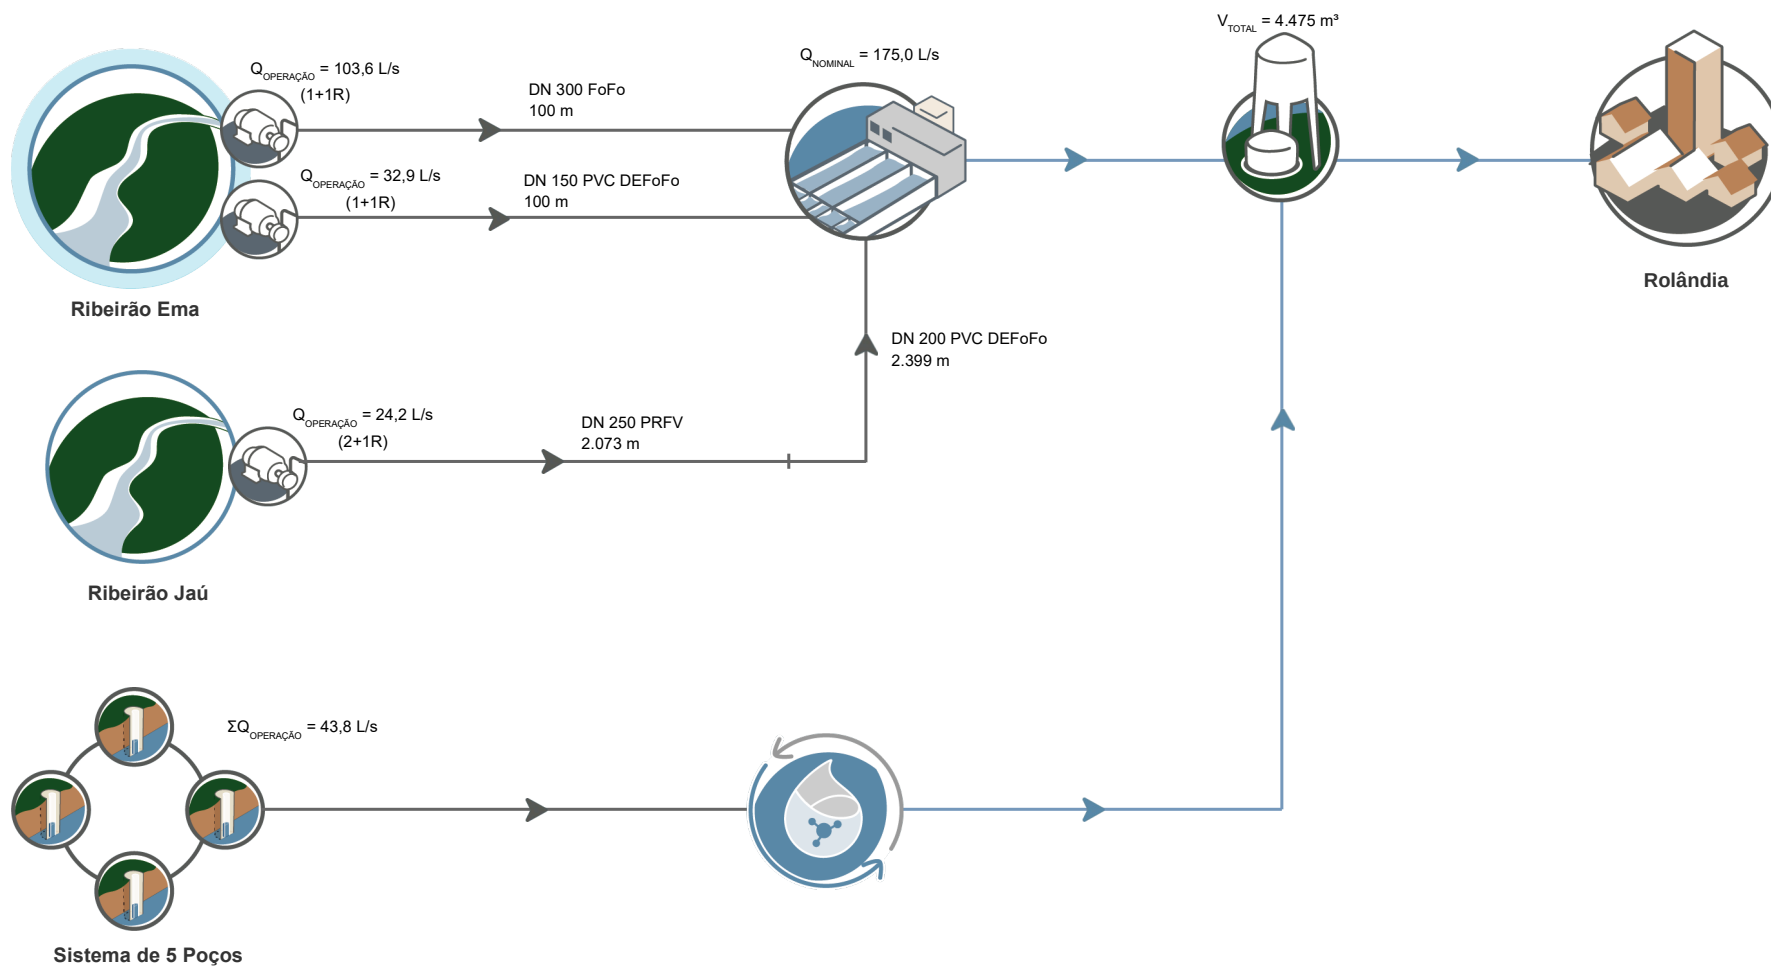 V_TOTAL = 4.475 m³
Q_OPERAÇÃO = 103,6 L/s
(1+1R)
DN 300 FoFo
100 m
Q_NOMINAL = 175,0 L/s
Q_OPERAÇÃO = 32,9 L/s
(1+1R)
DN 150 PVC DEFoFo
100 m
Ribeirão Ema
Rolândia
DN 200 PVC DEFoFo
2.399 m
Q_OPERAÇÃO = 24,2 L/s
(2+1R)
DN 250 PRFV
2.073 m
Ribeirão Jaú
ΣQ_OPERAÇÃO = 43,8 L/s
Sistema de 5 Poços